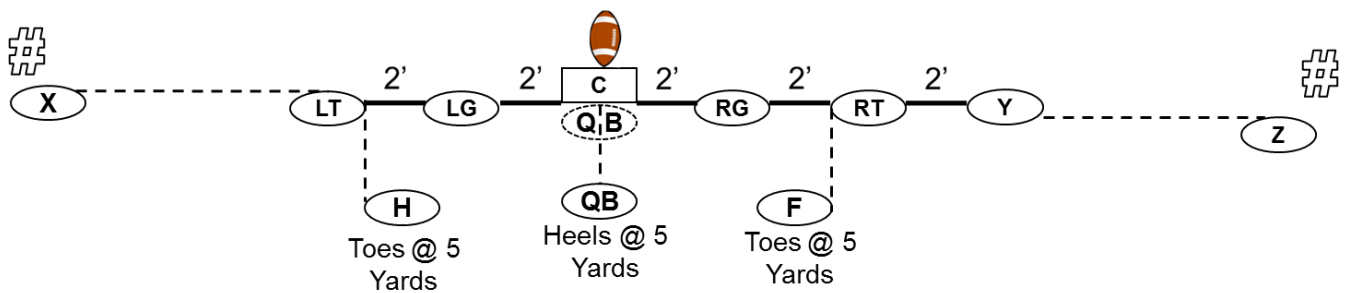 #
#
2’ 2’ 2’ 2’ 2’
X LT LG C RG RT Y Z
QB
H QB F
Toes @ 5 Yards
Heels @ 5 Yards
Toes @ 5 Yards